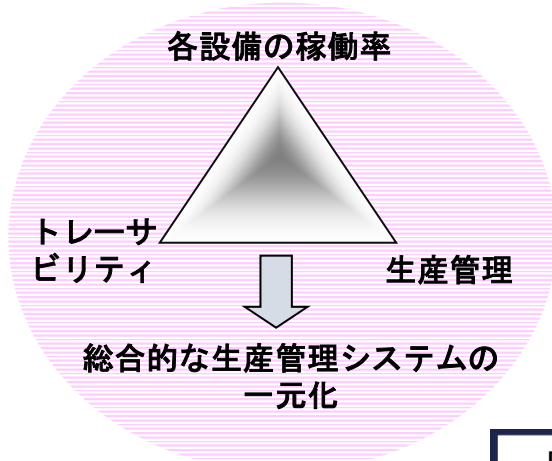 各設備の稼働率
トレーサ
ビリティ
生産管理
総合的な生産管理システムの
一元化